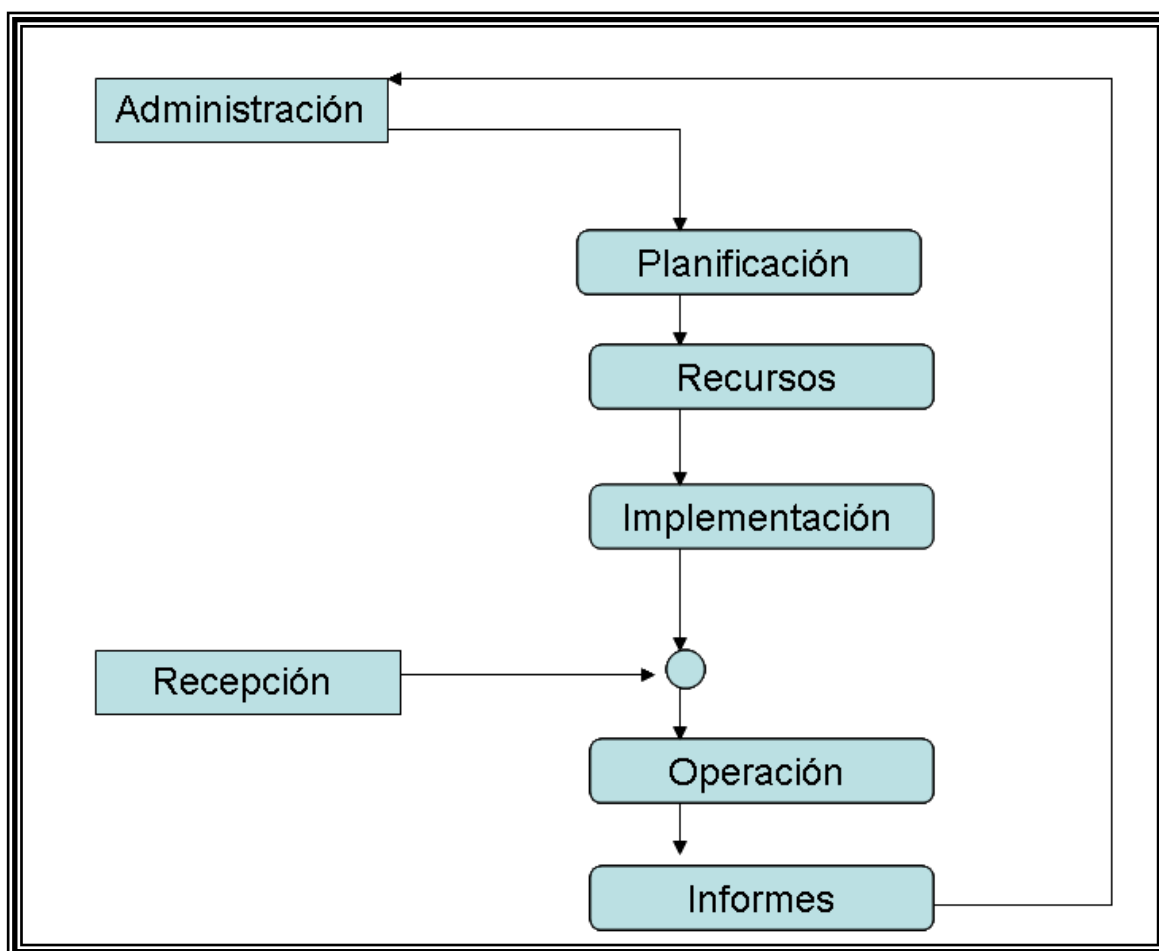 Administración
Planificación
Recursos
Implementación
Recepción
Operación
Informes